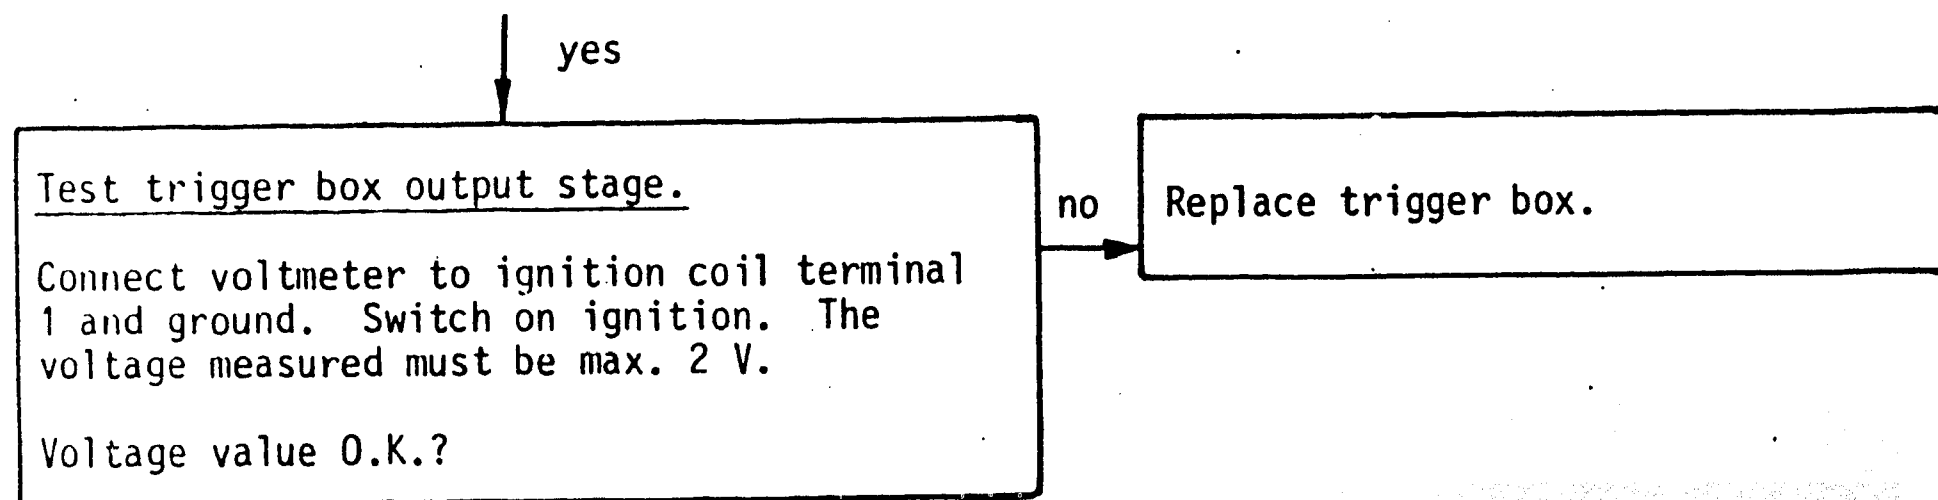 yes
Test trigger box output stage.
Connect voltmeter to ignition coil terminal
1 and ground. Switch on ignition. The
voltage measured must be max. 2 V.
Voltage value O.K.?
no
Replace trigger box.